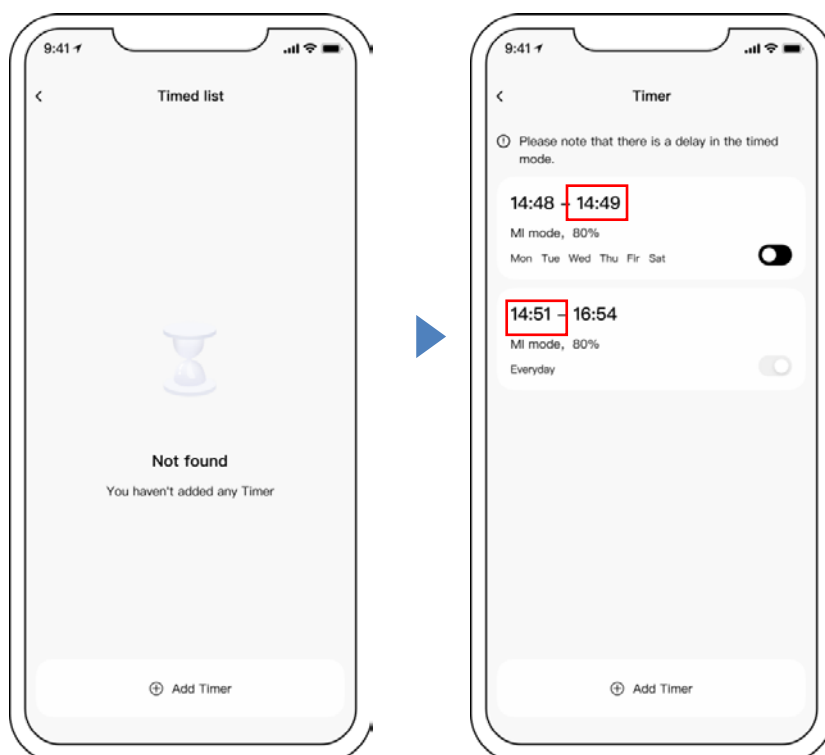 9:41
Timed list
Not found
You haven't added any Timer
Add Timer
9:41
Timer
Please note that there is a delay in the timed
mode.
14:48 – 14:49
MI mode, 80%
Mon Tue Wed Thu Fir Sat
14:51 – 16:54
MI mode, 80%
Everyday
Add Timer